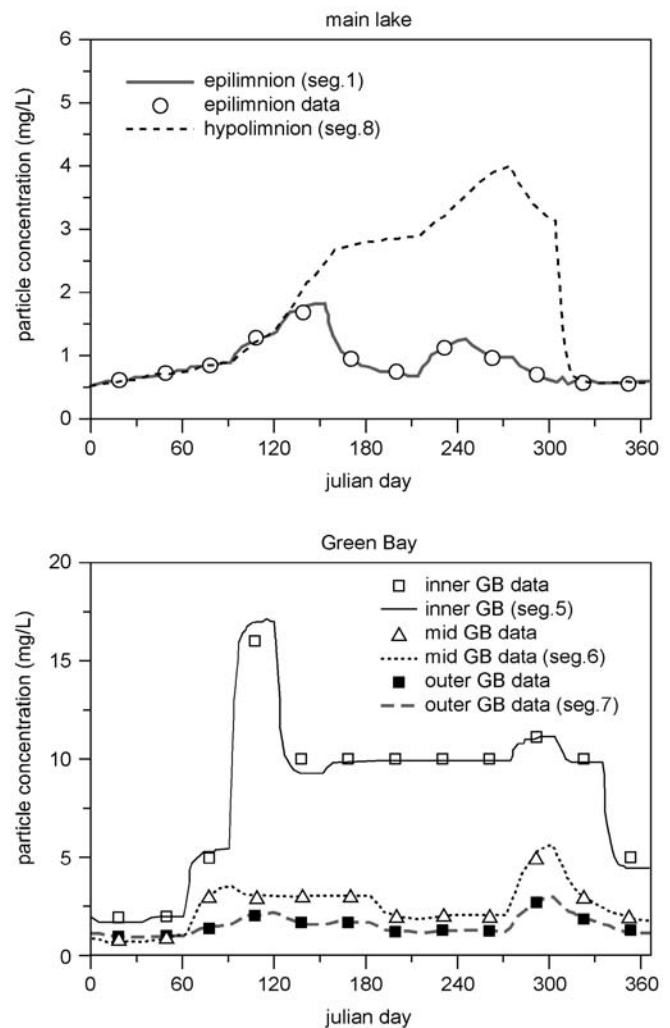 main lake
particle concentration (mg/L)
6
5
4
3
2
1
0
epilimnion (seg.1)
epilimnion data
hypolimnion (seg.8)
0 60 120 180 240 300 360
julian day
Green Bay
particle concentration (mg/L)
20
15
10
5
0
inner GB data
inner GB (seg.5)
mid GB data
mid GB data (seg.6)
outer GB data
outer GB data (seg.7)
0 60 120 180 240 300 360
julian day